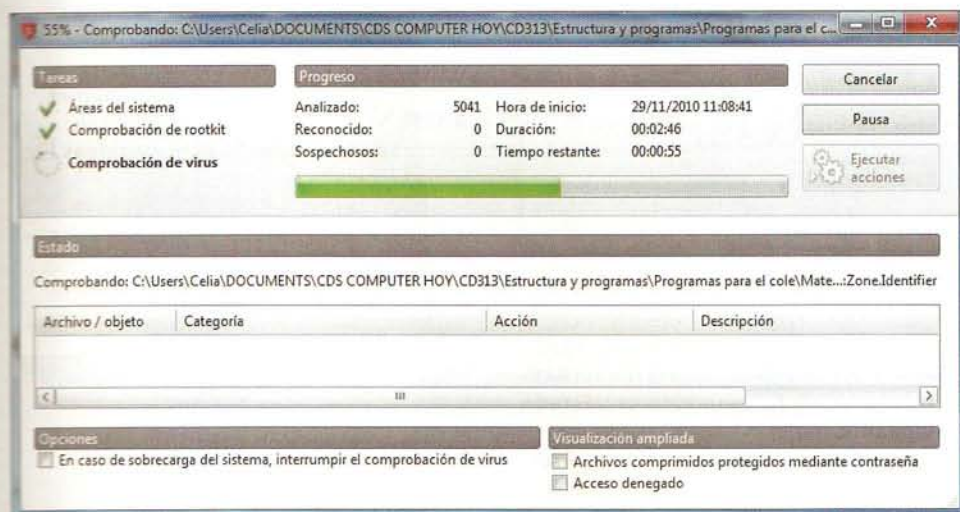 55% - Comprobando: C:\Users\Celia\DOCUMENTS\CDS COMPUTER HOY\CD313\Estructura y programas\Programas para el c...
Tareas
Áreas del sistema
Comprobación de rootkit
Comprobación de virus
Progreso
Analizado: 5041 Hora de inicio: 29/11/2010 11:08:41
Reconocido: 0 Duración: 00:02:46
Sospechosos: 0 Tiempo restante: 00:00:55
Cancelar
Pausa
Ejecutar
acciones
Estado
Comprobando: C:\Users\Celia\DOCUMENTS\CDS COMPUTER HOY\CD313\Estructura y programas\Programas para el cole\Mate...:Zone.Identifier
Archivo / objeto Categoría Acción Descripción
Opciones
En caso de sobrecarga del sistema, interrumpir el comprobación de virus
Visualización ampliada
Archivos comprimidos protegidos mediante contraseña
Acceso denegado